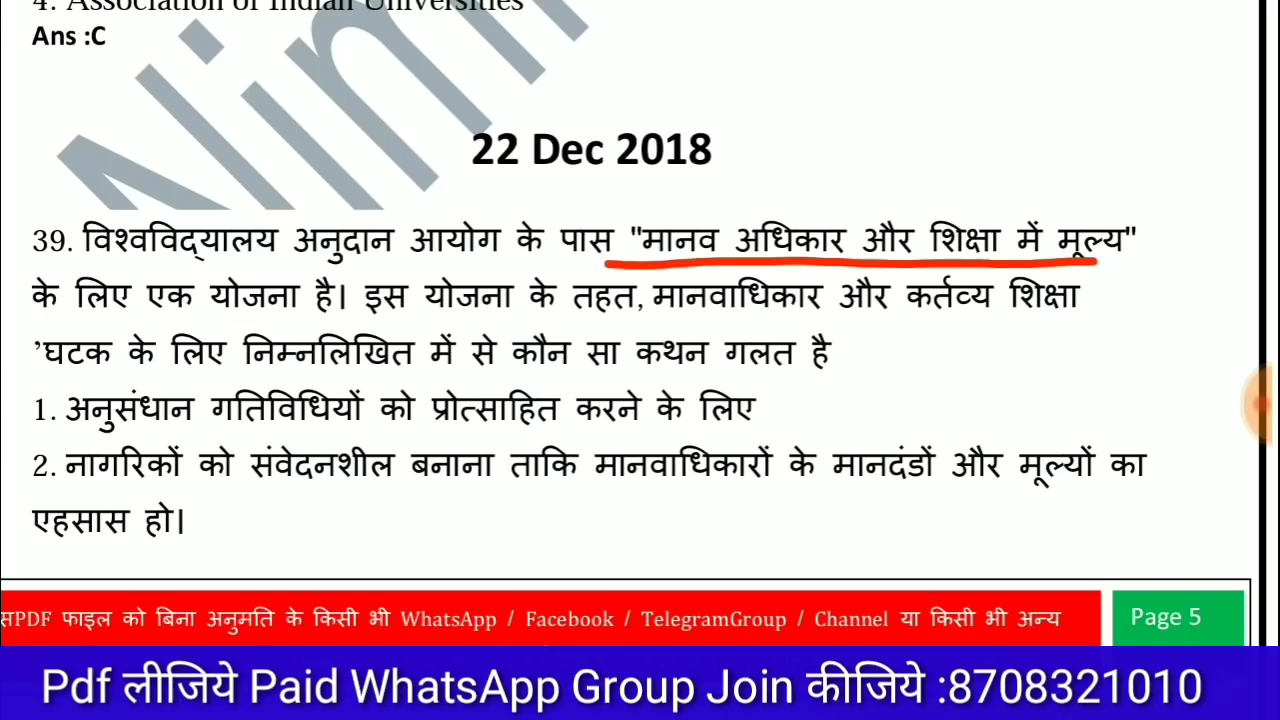 4. Association of Indian Universities
Ans :C
22 Dec 2018
39. विश्वविद्यालय अनुदान आयोग के पास "मानव अधिकार और शिक्षा में मूल्य"
के लिए एक योजना है। इस योजना के तहत, मानवाधिकार और कर्तव्य शिक्षा
’घटक के लिए निम्नलिखित में से कौन सा कथन गलत है
1. अनुसंधान गतिविधियों को प्रोत्साहित करने के लिए
2. नागरिकों को संवेदनशील बनाना ताकि मानवाधिकारों के मानदंडों और मूल्यों का
एहसास हो।
सPDF फाइल को बिना अनुमति के किसी भी WhatsApp / Facebook / TelegramGroup / Channel या किसी भी अन्य
Page 5
Pdf लीजिये Paid WhatsApp Group Join कीजिये :8708321010